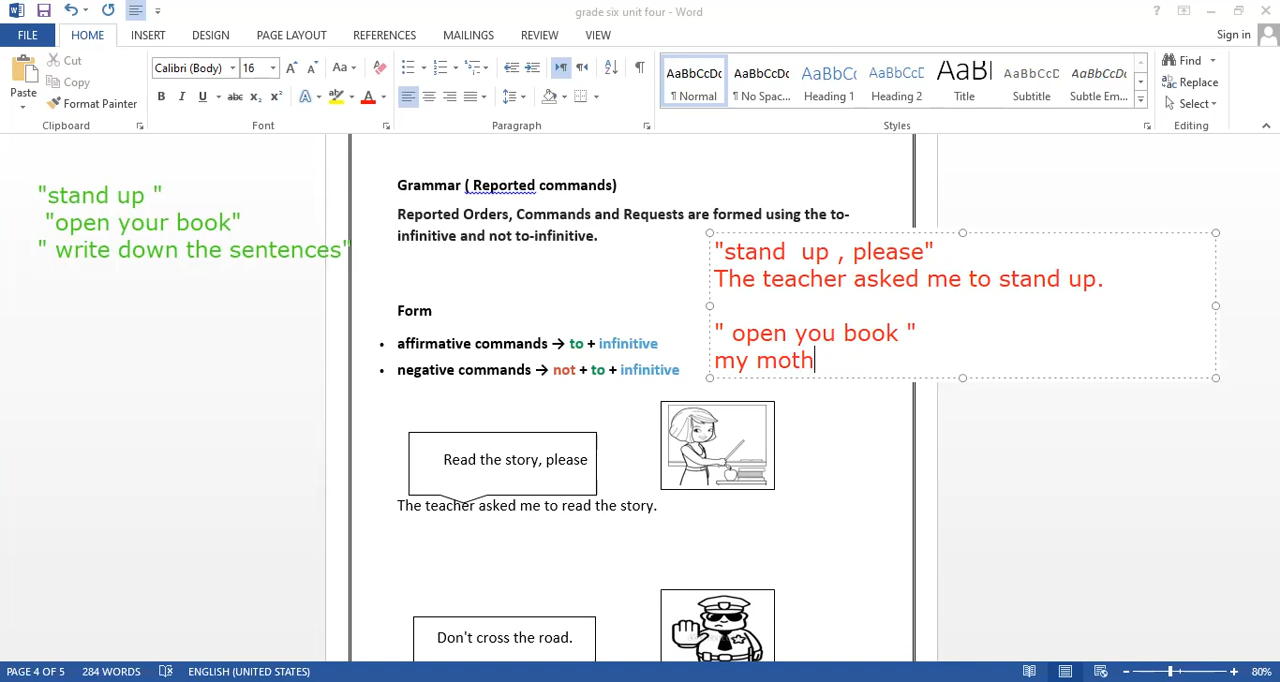 grade six unit four - Word
FILE HOME INSERT DESIGN PAGE LAYOUT REFERENCES MAILINGS REVIEW VIEW Sign in
Cut
Copy
Format Painter
Paste
Clipboard
Calibri (Body) 16
Font
Paragraph
AaBbCcDc AaBbCcDc AaBbCc AaBbCcD AaBl AaBbCcD AaBbCcDc
¶ Normal ¶ No Spac... Heading 1 Heading 2 Title Subtitle Subtle Em...
Styles
Find
Replace
Select
Editing
"stand up "
"open your book"
" write down the sentences"
Grammar ( Reported commands)
Reported Orders, Commands and Requests are formed using the to-
infinitive and not to-infinitive.
"stand  up , please"
The teacher asked me to stand up.
" open you book "
my moth
Form
• affirmative commands → to + infinitive
• negative commands → not + to + infinitive
Read the story, please
The teacher asked me to read the story.
Don't cross the road.
PAGE 4 OF 5 284 WORDS ENGLISH (UNITED STATES) 80%